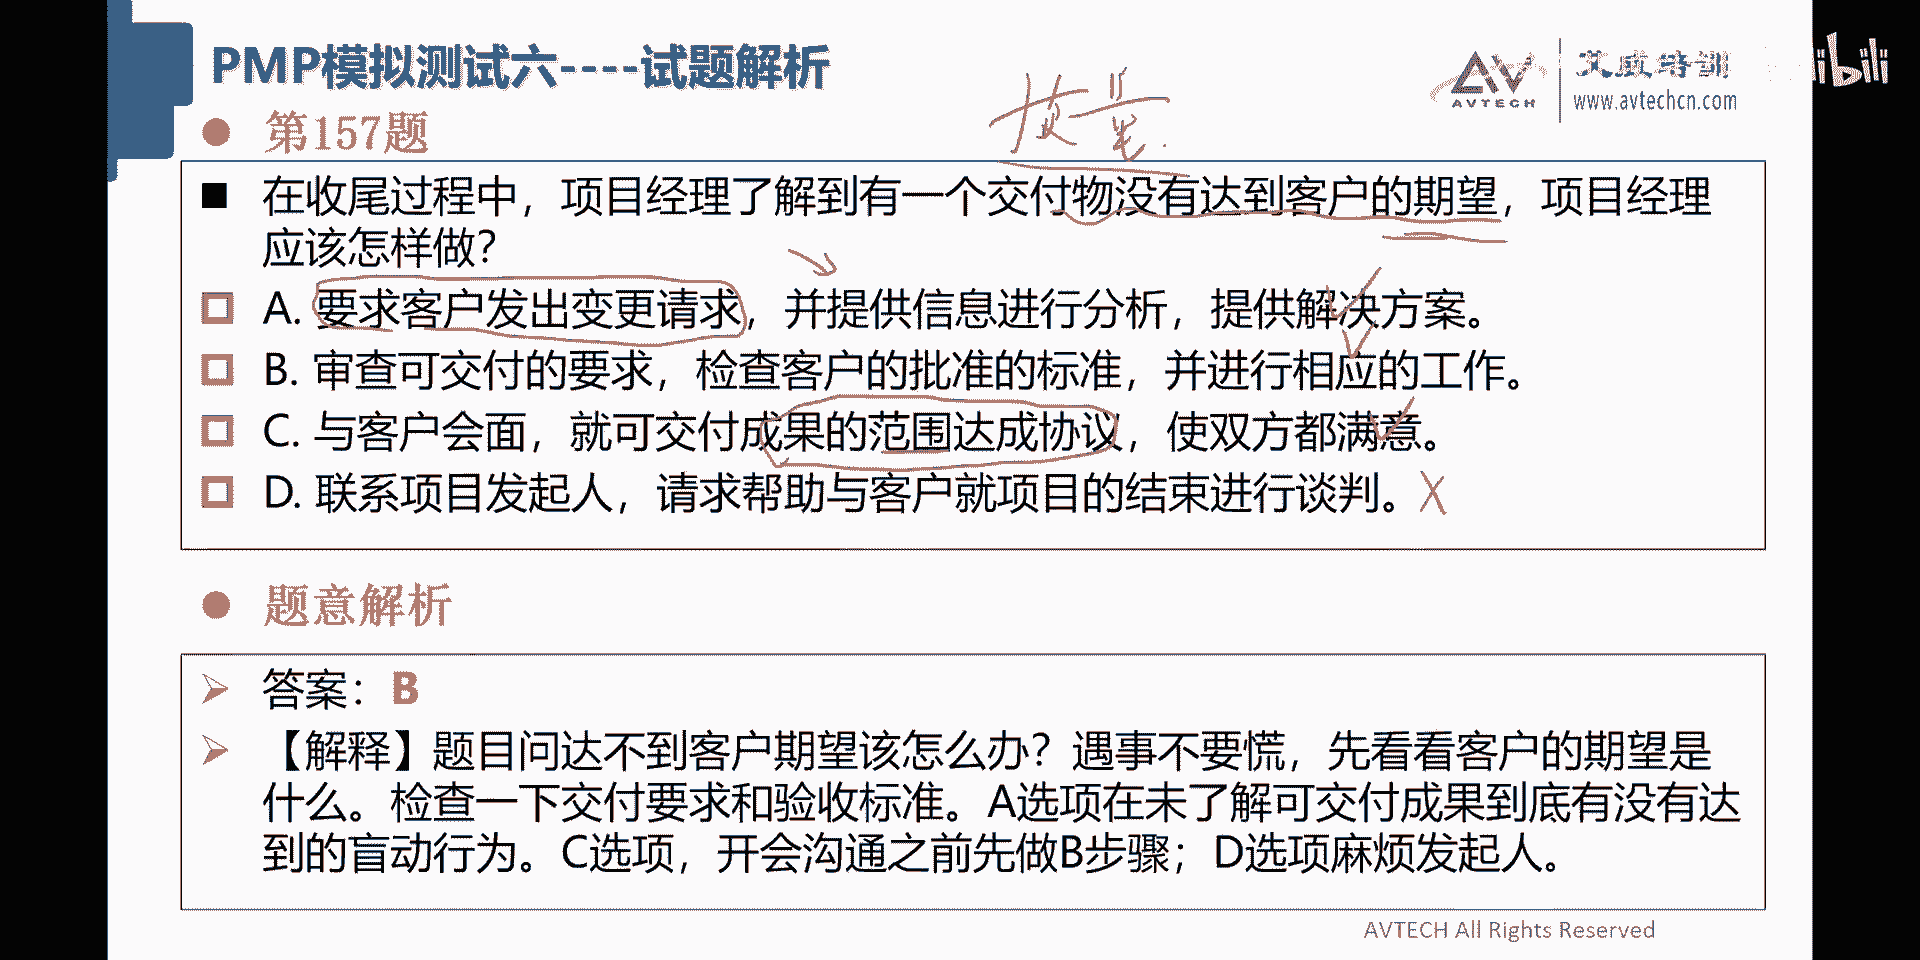 PMP模拟测试六----试题解析
AVTECH
艾威培训
www.avtechcn.com
第157题
质量
在收尾过程中，项目经理了解到有一个交付物没有达到客户的期望，项目经理
应该怎样做？
A. 要求客户发出变更请求，并提供信息进行分析，提供解决方案。
B. 审查可交付的要求，检查客户的批准的标准，并进行相应的工作。
C. 与客户会面，就可交付成果的范围达成协议，使双方都满意。
D. 联系项目发起人，请求帮助与客户就项目的结束进行谈判。
题意解析
答案：B
【解释】题目问达不到客户期望该怎么办？遇事不要慌，先看看客户的期望是
什么。检查一下交付要求和验收标准。A选项在未了解可交付成果到底有没有达
到的盲动行为。C选项，开会沟通之前先做B步骤；D选项麻烦发起人。
AVTECH All Rights Reserved